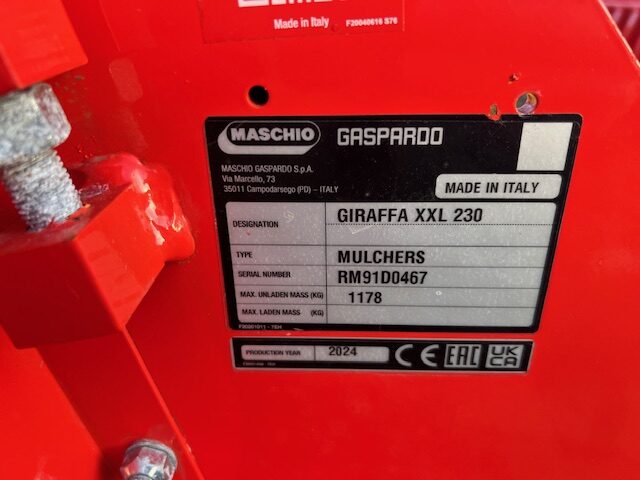 Made in Italy F20040616 S76
MASCHIO GASPARDO
MASCHIO GASPARDO S.p.A.
Via Marcello, 73
35011 Campodarsego (PD) – ITALY
MADE IN ITALY
DESIGNATION GIRAFFA XXL 230
TYPE MULCHERS
SERIAL NUMBER RM91D0467
MAX. UNLADEN MASS (KG) 1178
MAX. LADEN MASS (KG)
PRODUCTION YEAR 2024 CE EAC UK CA